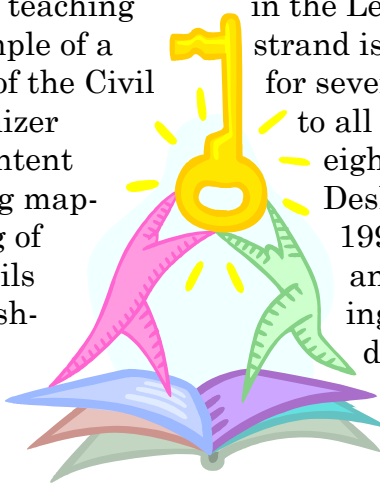 teaching
of a
of the Civil
izer
ntent
g map-
g of
ils
sh-
in the Le
strand is
for seve
to all
eigh
Des
199
an
ing
d